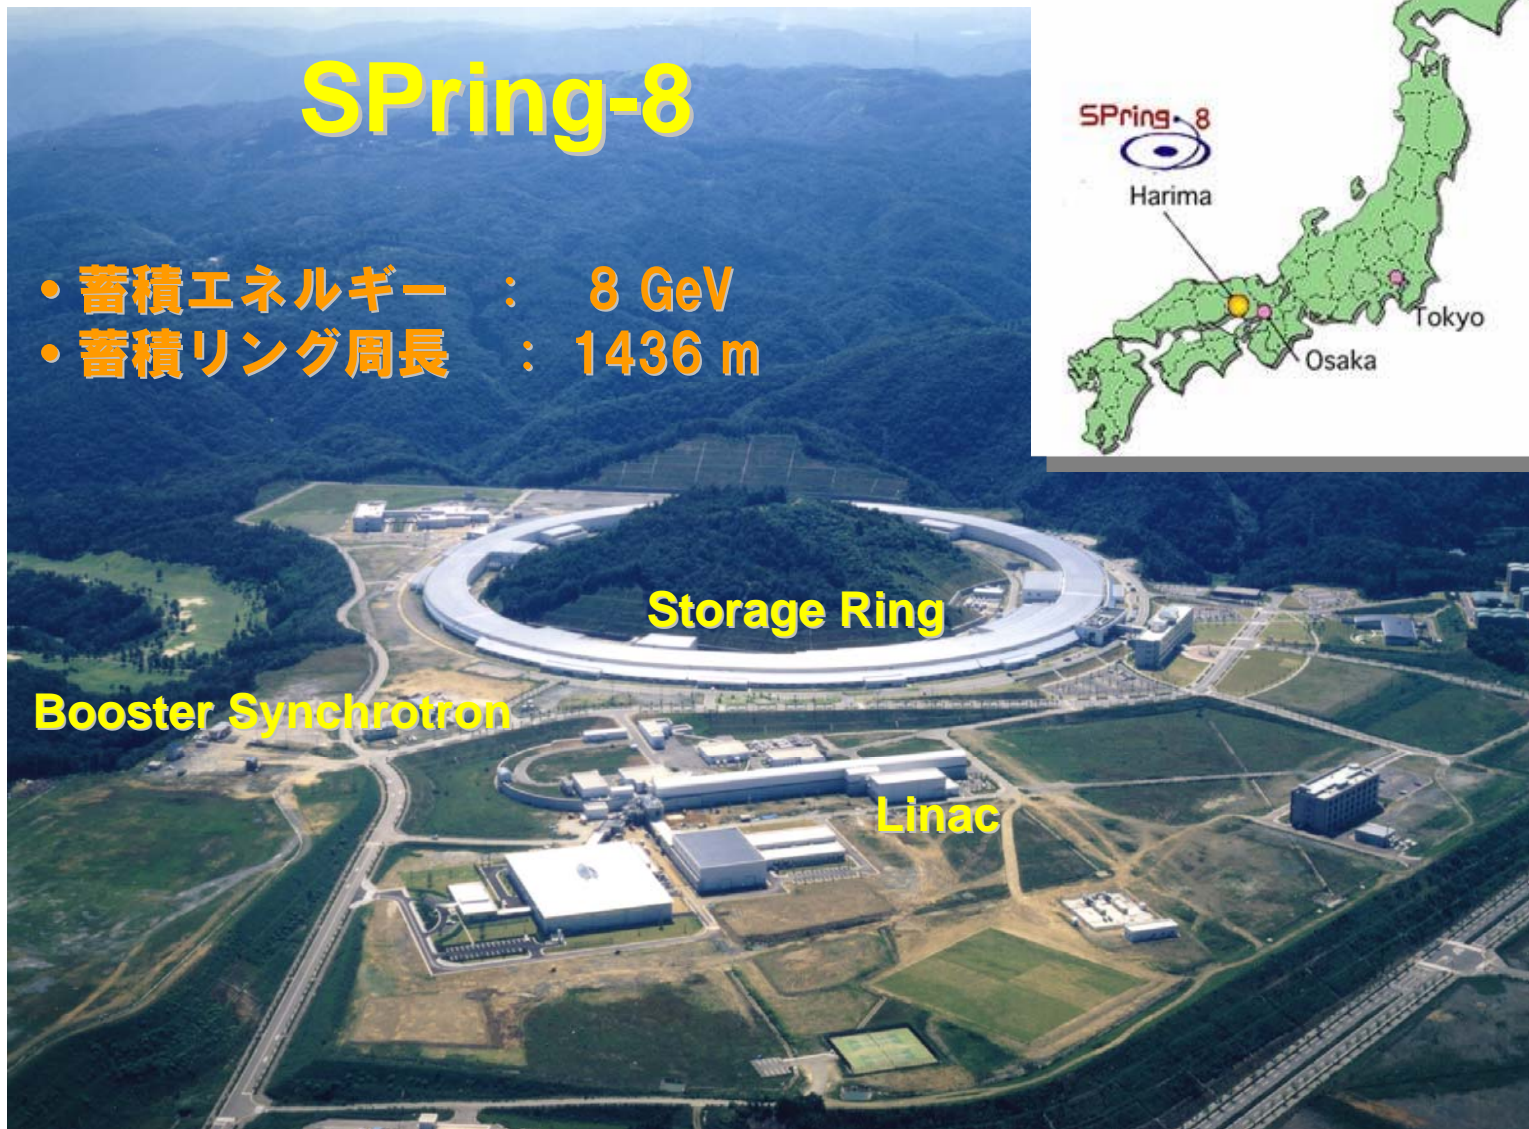 SPring-8
• 蓄積エネルギー : 8 GeV
• 蓄積リング周長 : 1436 m
SPring-8
Harima
Tokyo
Osaka
Storage Ring
Booster Synchrotron
Linac